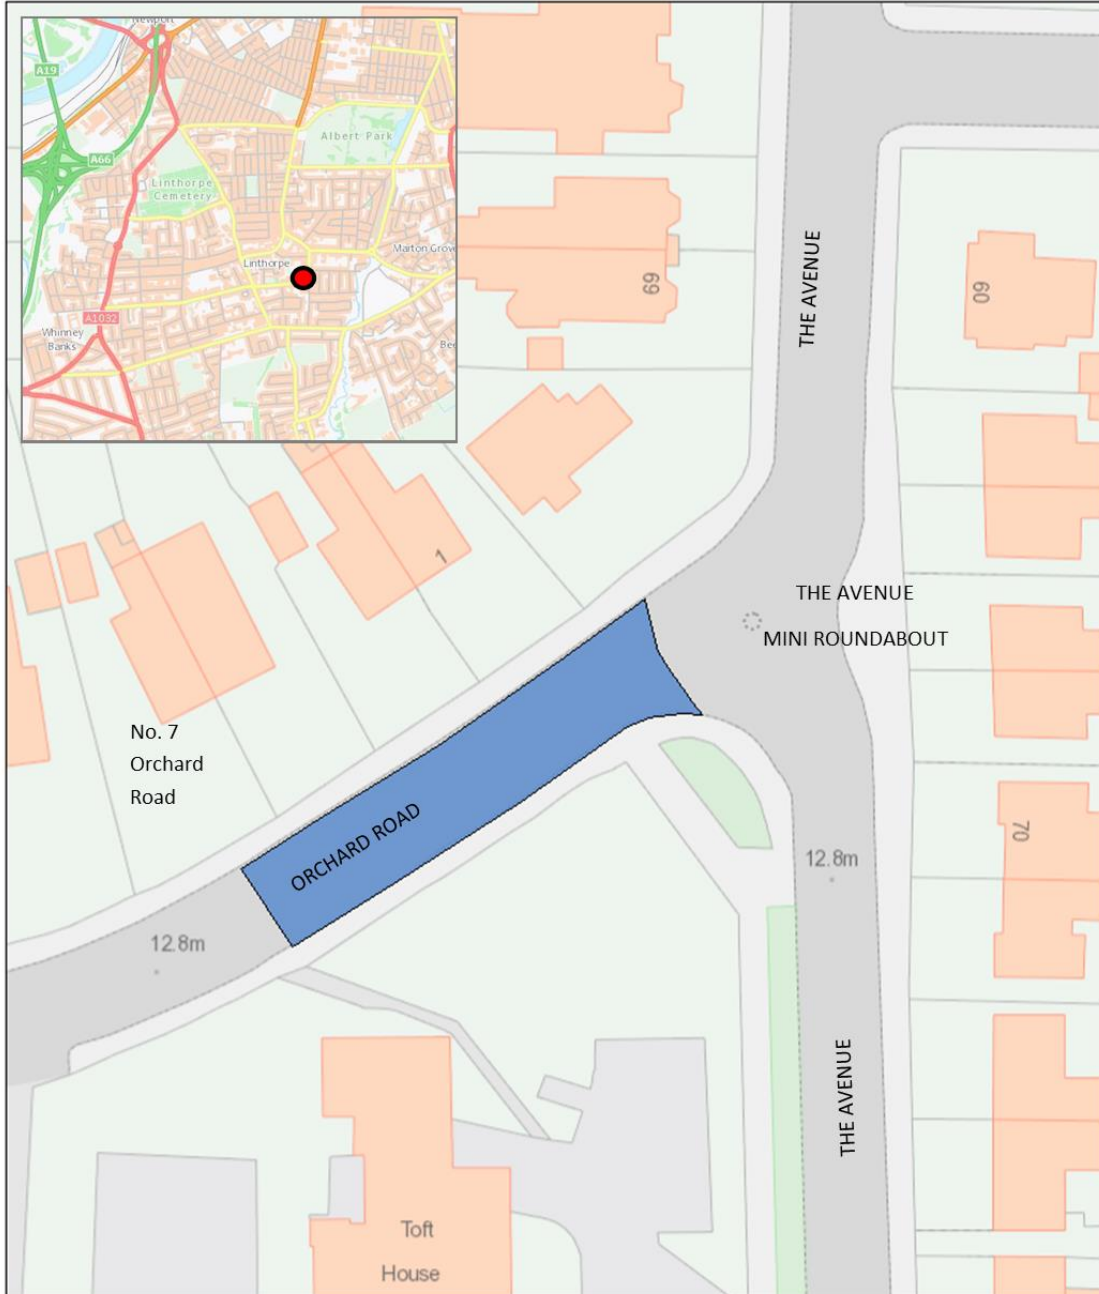 Newport
A19
A66
Albert Park
Linthorpe
Cemetery
Linthorpe
Marton Grove
A1032
Whinney
Banks
69
60
THE AVENUE
1
THE AVENUE
MINI ROUNDABOUT
No. 7
Orchard
Road
ORCHARD ROAD
70
12.8m
12.8m
THE AVENUE
Toft
House